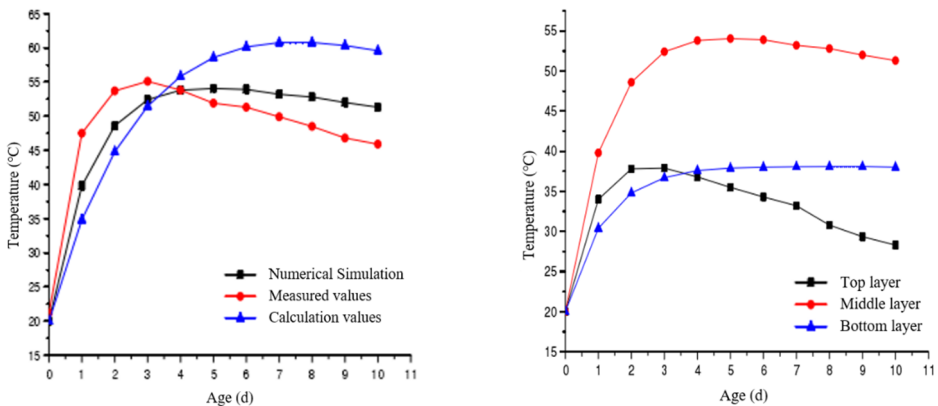 65
60
55
50
45
40
35
30
25
20
15
Temperature (℃)
0 1 2 3 4 5 6 7 8 9 10 11
Age (d)
Numerical Simulation
Measured values
Calculation values
55
50
45
40
35
30
25
20
15
Temperature (℃)
0 1 2 3 4 5 6 7 8 9 10 11
Age (d)
Top layer
Middle layer
Bottom layer